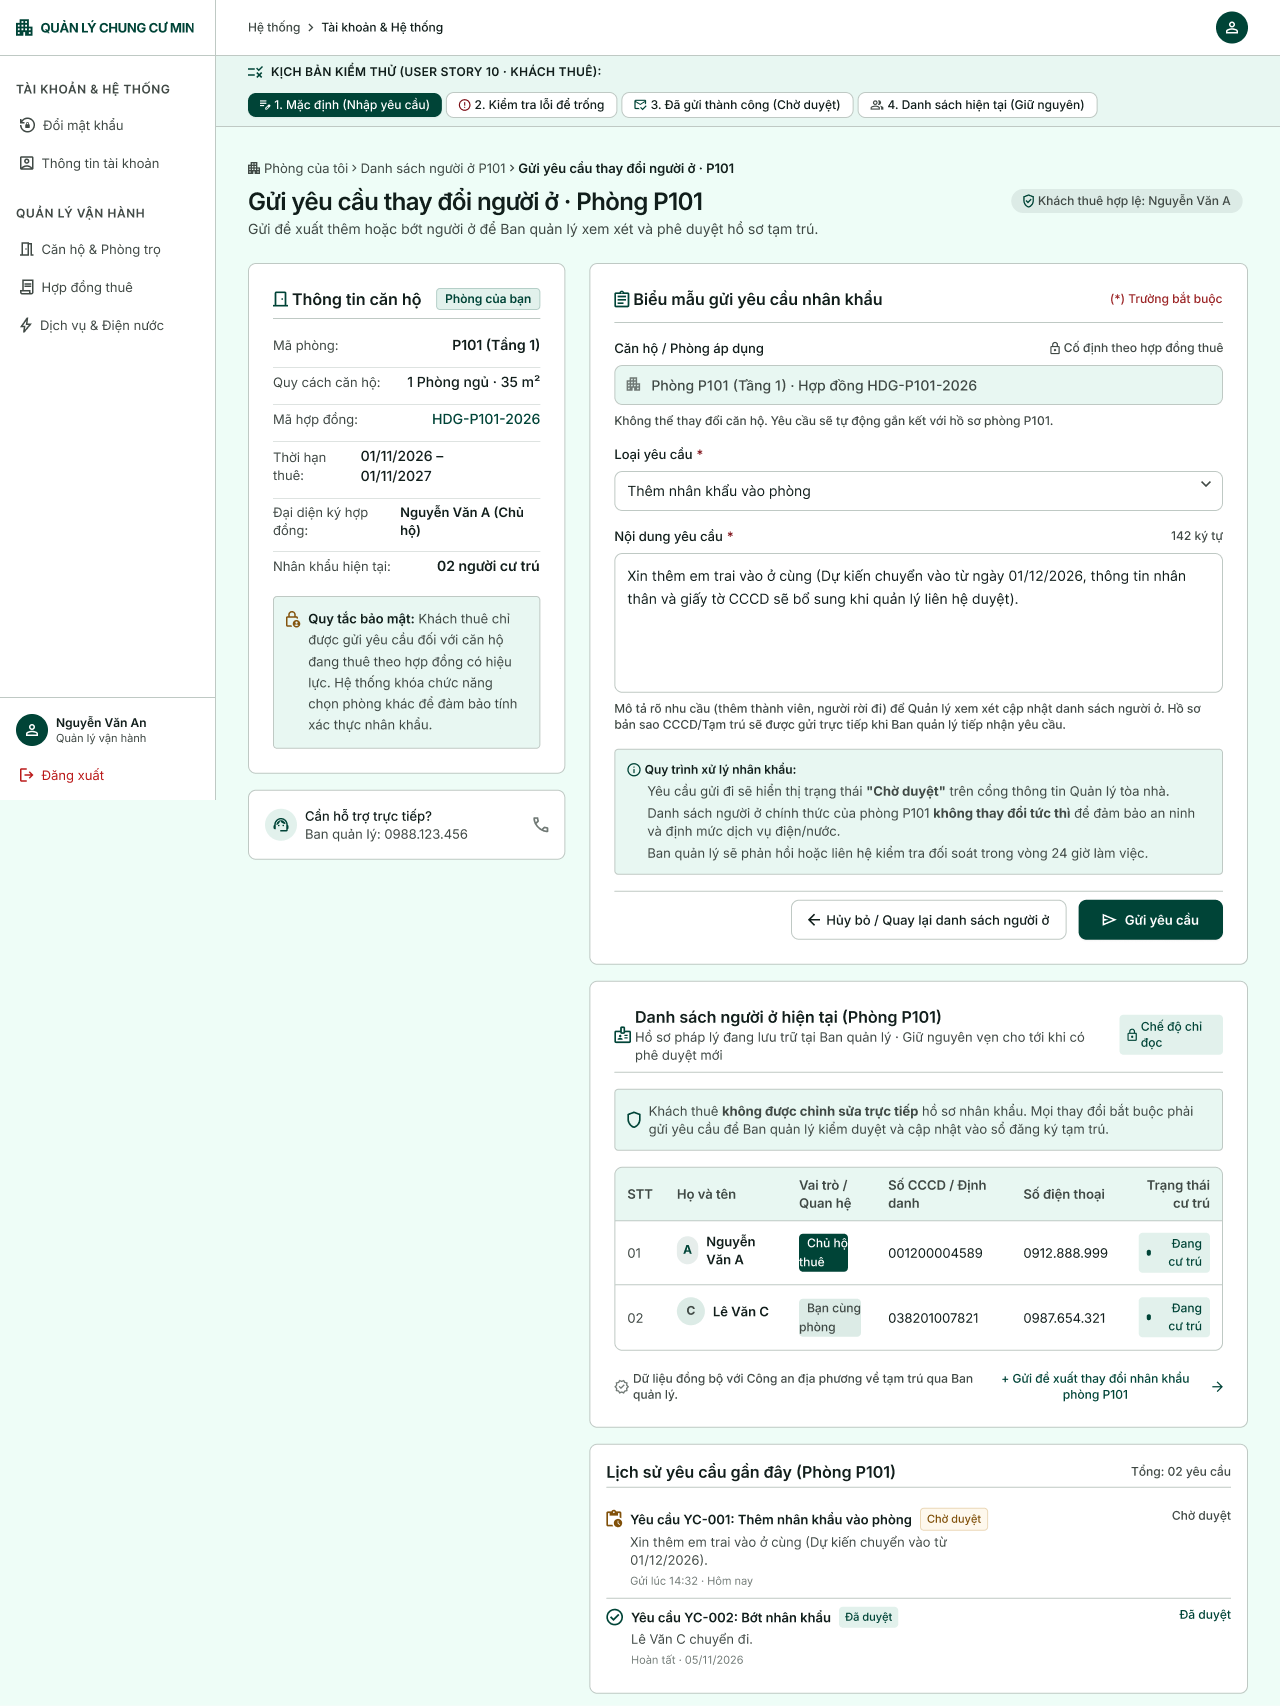 QUẢN LÝ CHUNG CƯ MIN
Hệ thống > Tài khoản & Hệ thống
TÀI KHOẢN & HỆ THỐNG
Đổi mật khẩu
Thông tin tài khoản
QUẢN LÝ VẬN HÀNH
Căn hộ & Phòng trọ
Hợp đồng thuê
Dịch vụ & Điện nước
Nguyễn Văn An
Quản lý vận hành
Đăng xuất
KỊCH BẢN KIỂM THỬ (USER STORY 10 · KHÁCH THUÊ):
1. Mặc định (Nhập yêu cầu)
2. Kiểm tra lỗi để trống
3. Đã gửi thành công (Chờ duyệt)
4. Danh sách hiện tại (Giữ nguyên)
Phòng của tôi > Danh sách người ở P101 > Gửi yêu cầu thay đổi người ở · P101
Gửi yêu cầu thay đổi người ở · Phòng P101
Khách thuê hợp lệ: Nguyễn Văn A
Gửi đề xuất thêm hoặc bớt người ở để Ban quản lý xem xét và phê duyệt hồ sơ tạm trú.
Thông tin căn hộ
Phòng của bạn
Mã phòng: P101 (Tầng 1)
Quy cách căn hộ: 1 Phòng ngủ · 35 m²
Mã hợp đồng: HDG-P101-2026
Thời hạn thuê: 01/11/2026 – 01/11/2027
Đại diện ký hợp đồng: Nguyễn Văn A (Chủ hộ)
Nhân khẩu hiện tại: 02 người cư trú
Quy tắc bảo mật: Khách thuê chỉ
được gửi yêu cầu đối với căn hộ
đang thuê theo hợp đồng có hiệu
lực. Hệ thống khóa chức năng
chọn phòng khác để đảm bảo tính
xác thực nhân khẩu.
Cần hỗ trợ trực tiếp?
Ban quản lý: 0988.123.456
Biểu mẫu gửi yêu cầu nhân khẩu
(*) Trường bắt buộc
Căn hộ / Phòng áp dụng
Cố định theo hợp đồng thuê
Phòng P101 (Tầng 1) · Hợp đồng HDG-P101-2026
Không thể thay đổi căn hộ. Yêu cầu sẽ tự động gắn kết với hồ sơ phòng P101.
Loại yêu cầu *
Thêm nhân khẩu vào phòng
Nội dung yêu cầu *
142 ký tự
Xin thêm em trai vào ở cùng (Dự kiến chuyển vào từ ngày 01/12/2026, thông tin nhân
thân và giấy tờ CCCD sẽ bổ sung khi quản lý liên hệ duyệt).
Mô tả rõ nhu cầu (thêm thành viên, người rời đi) để Quản lý xem xét cập nhật danh sách người ở. Hồ sơ
bản sao CCCD/Tạm trú sẽ được gửi trực tiếp khi Ban quản lý tiếp nhận yêu cầu.
Quy trình xử lý nhân khẩu:
Yêu cầu gửi đi sẽ hiển thị trạng thái "Chờ duyệt" trên cổng thông tin Quản lý tòa nhà.
Danh sách người ở chính thức của phòng P101 không thay đổi tức thì để đảm bảo an ninh
và định mức dịch vụ điện/nước.
Ban quản lý sẽ phản hồi hoặc liên hệ kiểm tra đối soát trong vòng 24 giờ làm việc.
Hủy bỏ / Quay lại danh sách người ở
Gửi yêu cầu
Danh sách người ở hiện tại (Phòng P101)
Hồ sơ pháp lý đang lưu trữ tại Ban quản lý · Giữ nguyên vẹn cho tới khi có
phê duyệt mới
Chế độ chỉ
đọc
Khách thuê không được chỉnh sửa trực tiếp hồ sơ nhân khẩu. Mọi thay đổi bắt buộc phải
gửi yêu cầu để Ban quản lý kiểm duyệt và cập nhật vào sổ đăng ký tạm trú.
STT Họ và tên Vai trò / Quan hệ Số CCCD / Định danh Số điện thoại Trạng thái cư trú
01 A Nguyễn Văn A Chủ hộ thuê 001200004589 0912.888.999 Đang cư trú
02 C Lê Văn C Bạn cùng phòng 038201007821 0987.654.321 Đang cư trú
Dữ liệu đồng bộ với Công an địa phương về tạm trú qua Ban
quản lý.
+ Gửi đề xuất thay đổi nhân khẩu
phòng P101
Lịch sử yêu cầu gần đây (Phòng P101)
Tổng: 02 yêu cầu
Yêu cầu YC-001: Thêm nhân khẩu vào phòng
Chờ duyệt
Chờ duyệt
Xin thêm em trai vào ở cùng (Dự kiến chuyển vào từ
01/12/2026).
Gửi lúc 14:32 · Hôm nay
Yêu cầu YC-002: Bớt nhân khẩu
Đã duyệt
Đã duyệt
Lê Văn C chuyển đi.
Hoàn tất · 05/11/2026